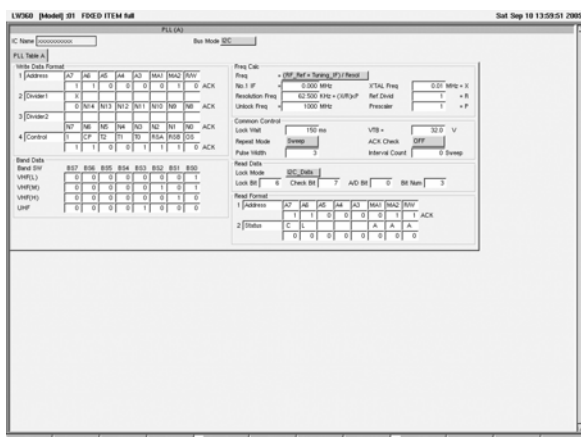 LW360 [Model] :01 FIXED ITEM full Sat Sep 10 13:59:51 2005
PLL (A)
IC Name xxxxxxxxxxx Bus Mode I2C
PLL Table A
Write Data Format
1 Address A7 A6 A5 A4 A3 MA1 MA2 R/W
1 1 0 0 0 0 1 0 ACK
2 Divider1 X
0 N14 N13 N12 N11 N10 N9 N8 ACK
3 Divider2
N7 N6 N5 N4 N3 N2 N1 N0 ACK
4 Control 1 CP T2 T1 T0 RSA RSB OS
1 1 0 0 1 1 1 0 ACK
Band Data
Band SW BS7 BS6 BS5 BS4 BS3 BS2 BS1 BS0
VHF(L) 0 0 0 0 0 0 0 1
VHF(M) 0 0 0 0 0 0 1
VHF(H) 0 0 0 0 0 0 1 0
UHF 0 0 0 0 1 0 0 0
Freq Calc
Freq = (RF_Ref + Tuning_IF) / Resol
No.1 IF = 0.000 MHz XTAL Freq 0.01 MHz = X
Resolution Freq 62.500 KHz = (X/R)xP Ref.Divid 1 = R
Unlock Freq = 1000 MHz Prescaler 1 = P
Common Control
Lock Wait 150 ms VTB = 32.0 V
Repeat Mode Sweep ACK Check OFF
Pulse Width 3 Interval Count 0 Sweep
Read Data
Lock Mode I2C_Data
Lock Bit 6 Check Bit 7 A/D Bit 0 Bit Num 3
Read Format
1 Address A7 A6 A5 A4 A3 MA1 MA2 R/W
1 1 0 0 0 0 1 1 ACK
2 Status C L A A A
0 0 0 0 0 0 0 0